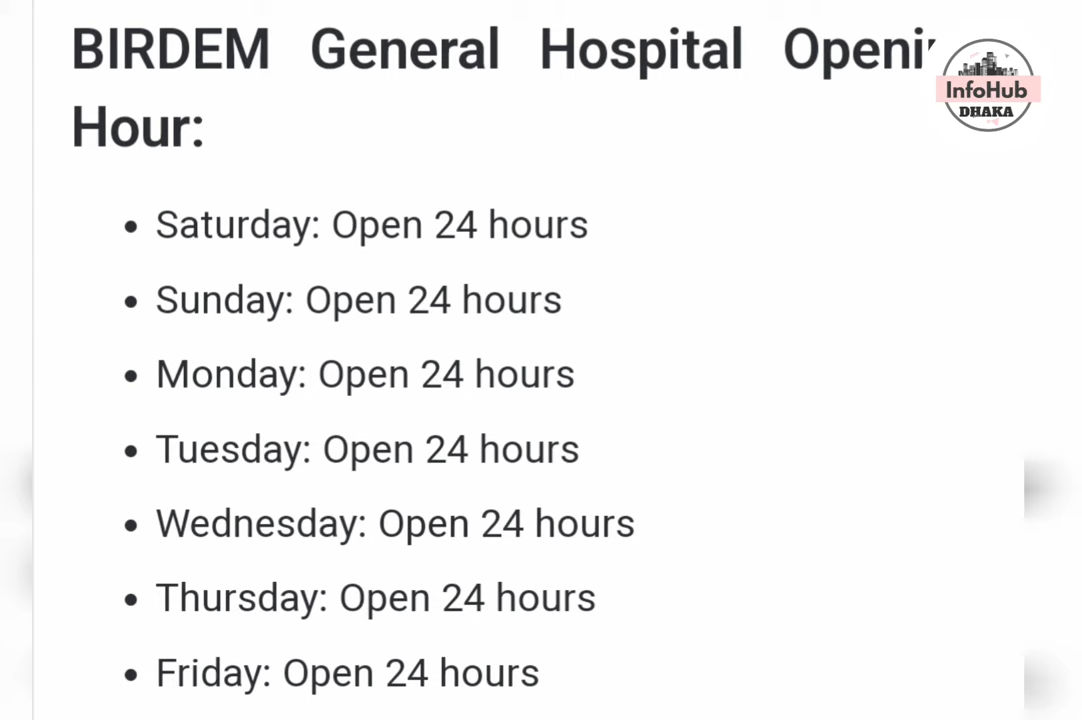 BIRDEM General Hospital
Hour:
InfoHub
DHAKA
• Saturday: Open 24 hours
• Sunday: Open 24 hours
• Monday: Open 24 hours
• Tuesday: Open 24 hours
• Wednesday: Open 24 hours
• Thursday: Open 24 hours
• Friday: Open 24 hours